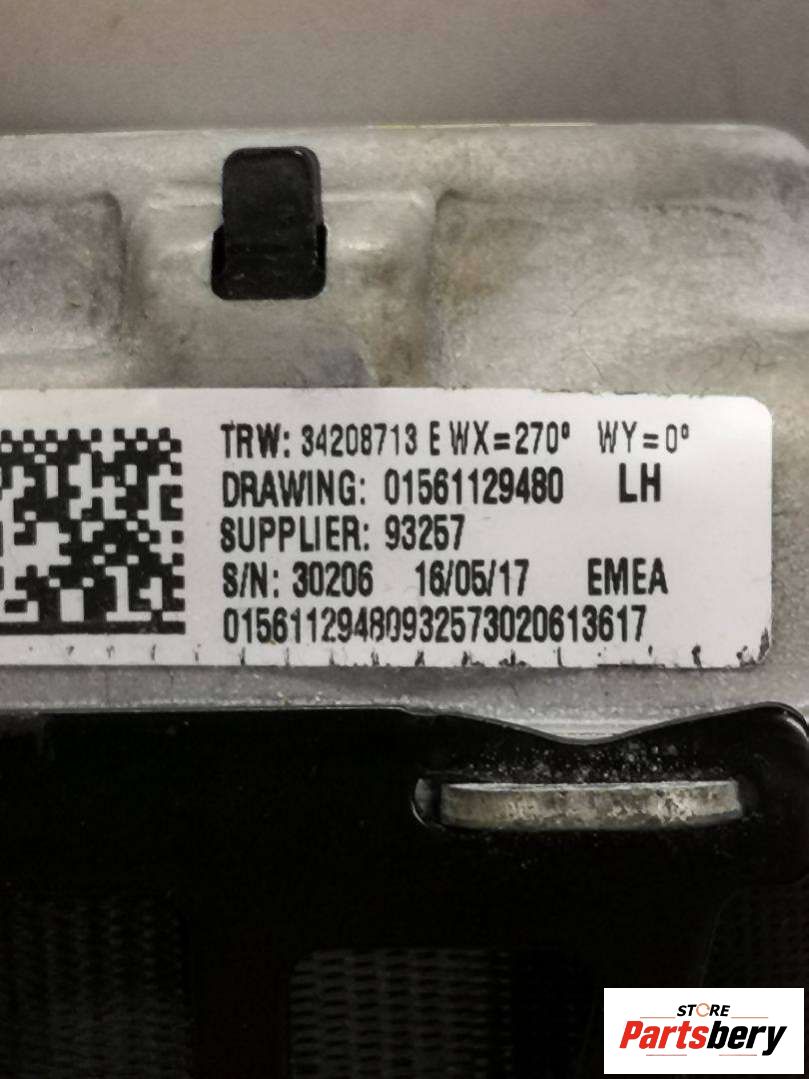 TRW: 34208713 E WX=270° WY=0°
DRAWING: 01561129480 LH
SUPPLIER: 93257
S/N: 30206 16/05/17 EMEA
01561129480932573020613617
STORE
Partsbery